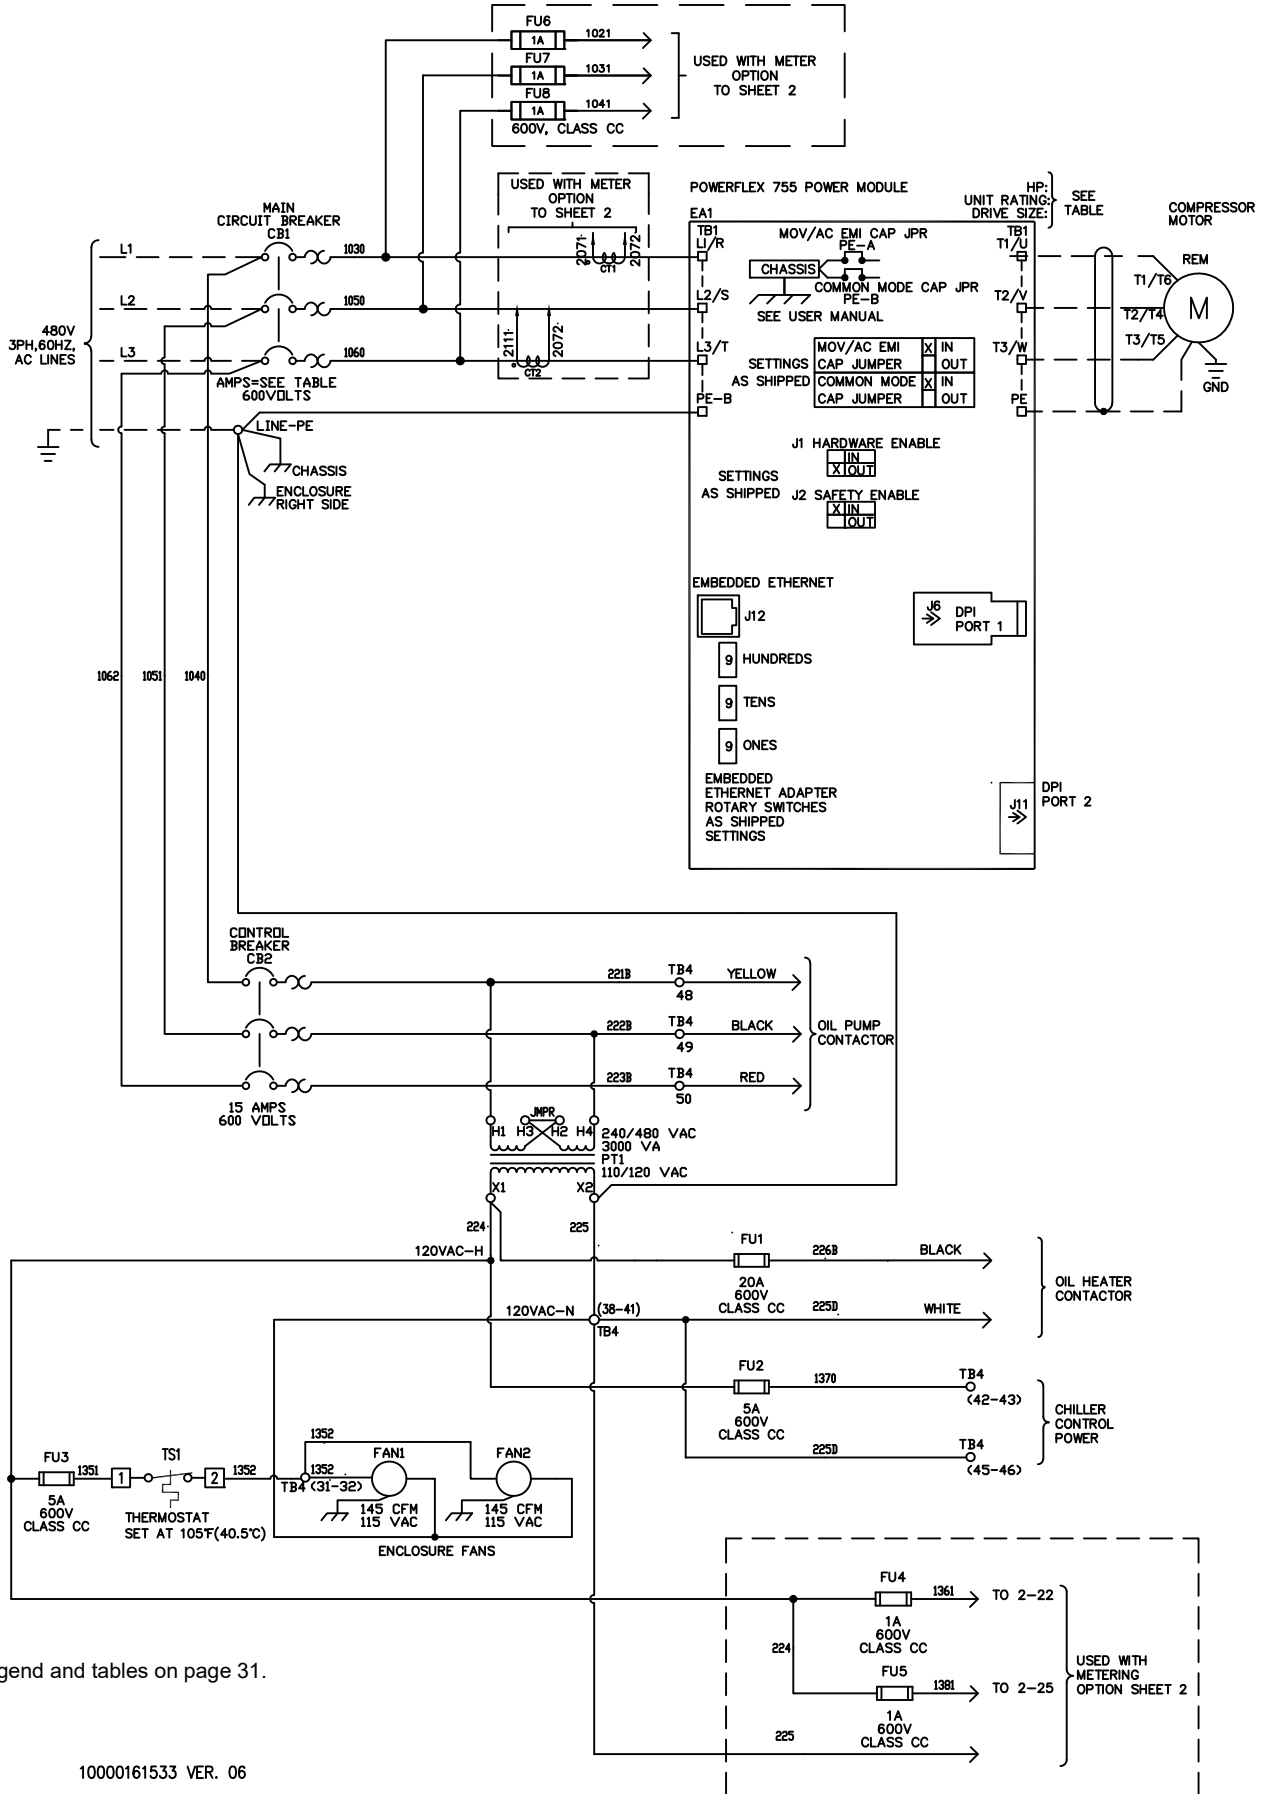 FU6
1A
1021
FU7
1A
1031
FU8
1A
1041
600V, CLASS CC
USED WITH METER
OPTION
TO SHEET 2
USED WITH METER
OPTION
TO SHEET 2
2071
2072
CT1
2111
2072
CT2
MAIN
CIRCUIT BREAKER
CB1
L1
1030
L2
1050
L3
1060
480V
3PH,60HZ,
AC LINES
AMPS=SEE TABLE
600VOLTS
LINE-PE
CHASSIS
ENCLOSURE
RIGHT SIDE
POWERFLEX 755 POWER MODULE
EA1
HP:
UNIT RATING:
DRIVE SIZE:
SEE
TABLE
COMPRESSOR
MOTOR
TB1
L1/R
L2/S
L3/T
PE-B
MOV/AC EMI CAP JPR
PE-A
CHASSIS
COMMON MODE CAP JPR
PE-B
SEE USER MANUAL
TB1
T1/U
T2/V
T3/W
PE
REM
T1/T6
T2/T4
T3/T5
M
GND
SETTINGS
AS SHIPPED
MOV/AC EMI X IN
CAP JUMPER OUT
COMMON MODE X IN
CAP JUMPER OUT
J1 HARDWARE ENABLE
IN
X OUT
SETTINGS
AS SHIPPED
J2 SAFETY ENABLE
X IN
OUT
EMBEDDED ETHERNET
J12
9 HUNDREDS
9 TENS
9 ONES
EMBEDDED
ETHERNET ADAPTER
ROTARY SWITCHES
AS SHIPPED
SETTINGS
J6
DPI
PORT 1
J11
DPI
PORT 2
1062
1051
1040
CONTROL
BREAKER
CB2
15 AMPS
600 VOLTS
221B
TB4
48
YELLOW
222B
TB4
49
BLACK
223B
TB4
50
RED
OIL PUMP
CONTACTOR
JMPR
H1 H3 H2 H4
240/480 VAC
3000 VA
PT1
110/120 VAC
X1
X2
224
225
120VAC-H
120VAC-N
(38-41)
TB4
FU1
20A
600V
CLASS CC
226B
BLACK
225D
WHITE
OIL HEATER
CONTACTOR
FU2
5A
600V
CLASS CC
1370
TB4
(42-43)
225D
TB4
(45-46)
CHILLER
CONTROL
POWER
FU3
5A
600V
CLASS CC
1351
1
TS1
2
1352
THERMOSTAT
SET AT 105°F(40.5°C)
1352
1352
TB4 (31-32)
FAN1
145 CFM
115 VAC
FAN2
145 CFM
115 VAC
ENCLOSURE FANS
FU4
1A
600V
CLASS CC
1361
TO 2-22
224
FU5
1A
600V
CLASS CC
1381
TO 2-25
225
USED WITH
METERING
OPTION SHEET 2
gend and tables on page 31.
10000161533 VER. 06